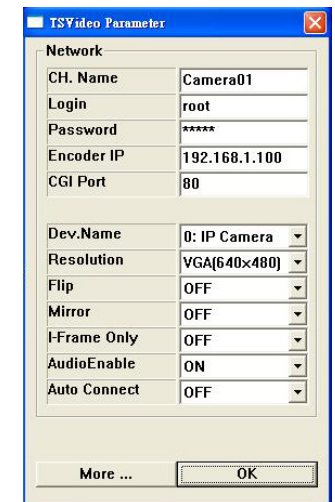 TSVideo Parameter
Network
CH. Name Camera01
Login root
Password *****
Encoder IP 192.168.1.100
CGI Port 80
Dev.Name 0: IP Camera
Resolution VGA(640×480)
Flip OFF
Mirror OFF
I-Frame Only OFF
AudioEnable ON
Auto Connect OFF
More ... OK